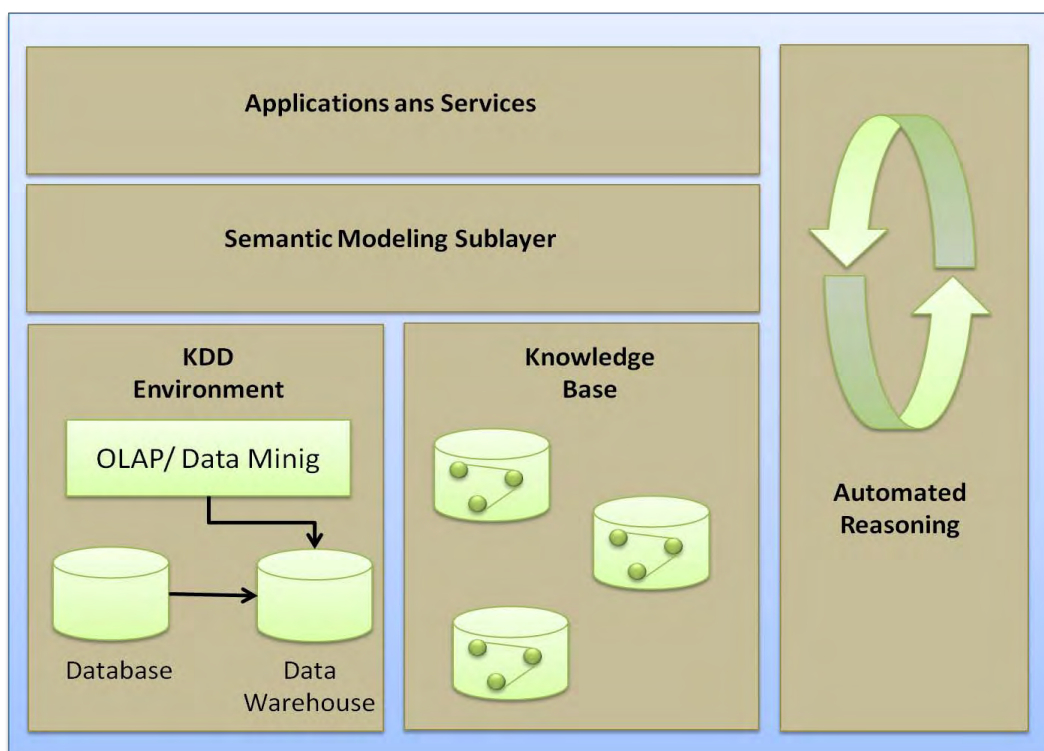 Applications ans Services
Semantic Modeling Sublayer
KDD
Environment
OLAP/ Data Minig
Database
Data
Warehouse
Knowledge
Base
Automated
Reasoning